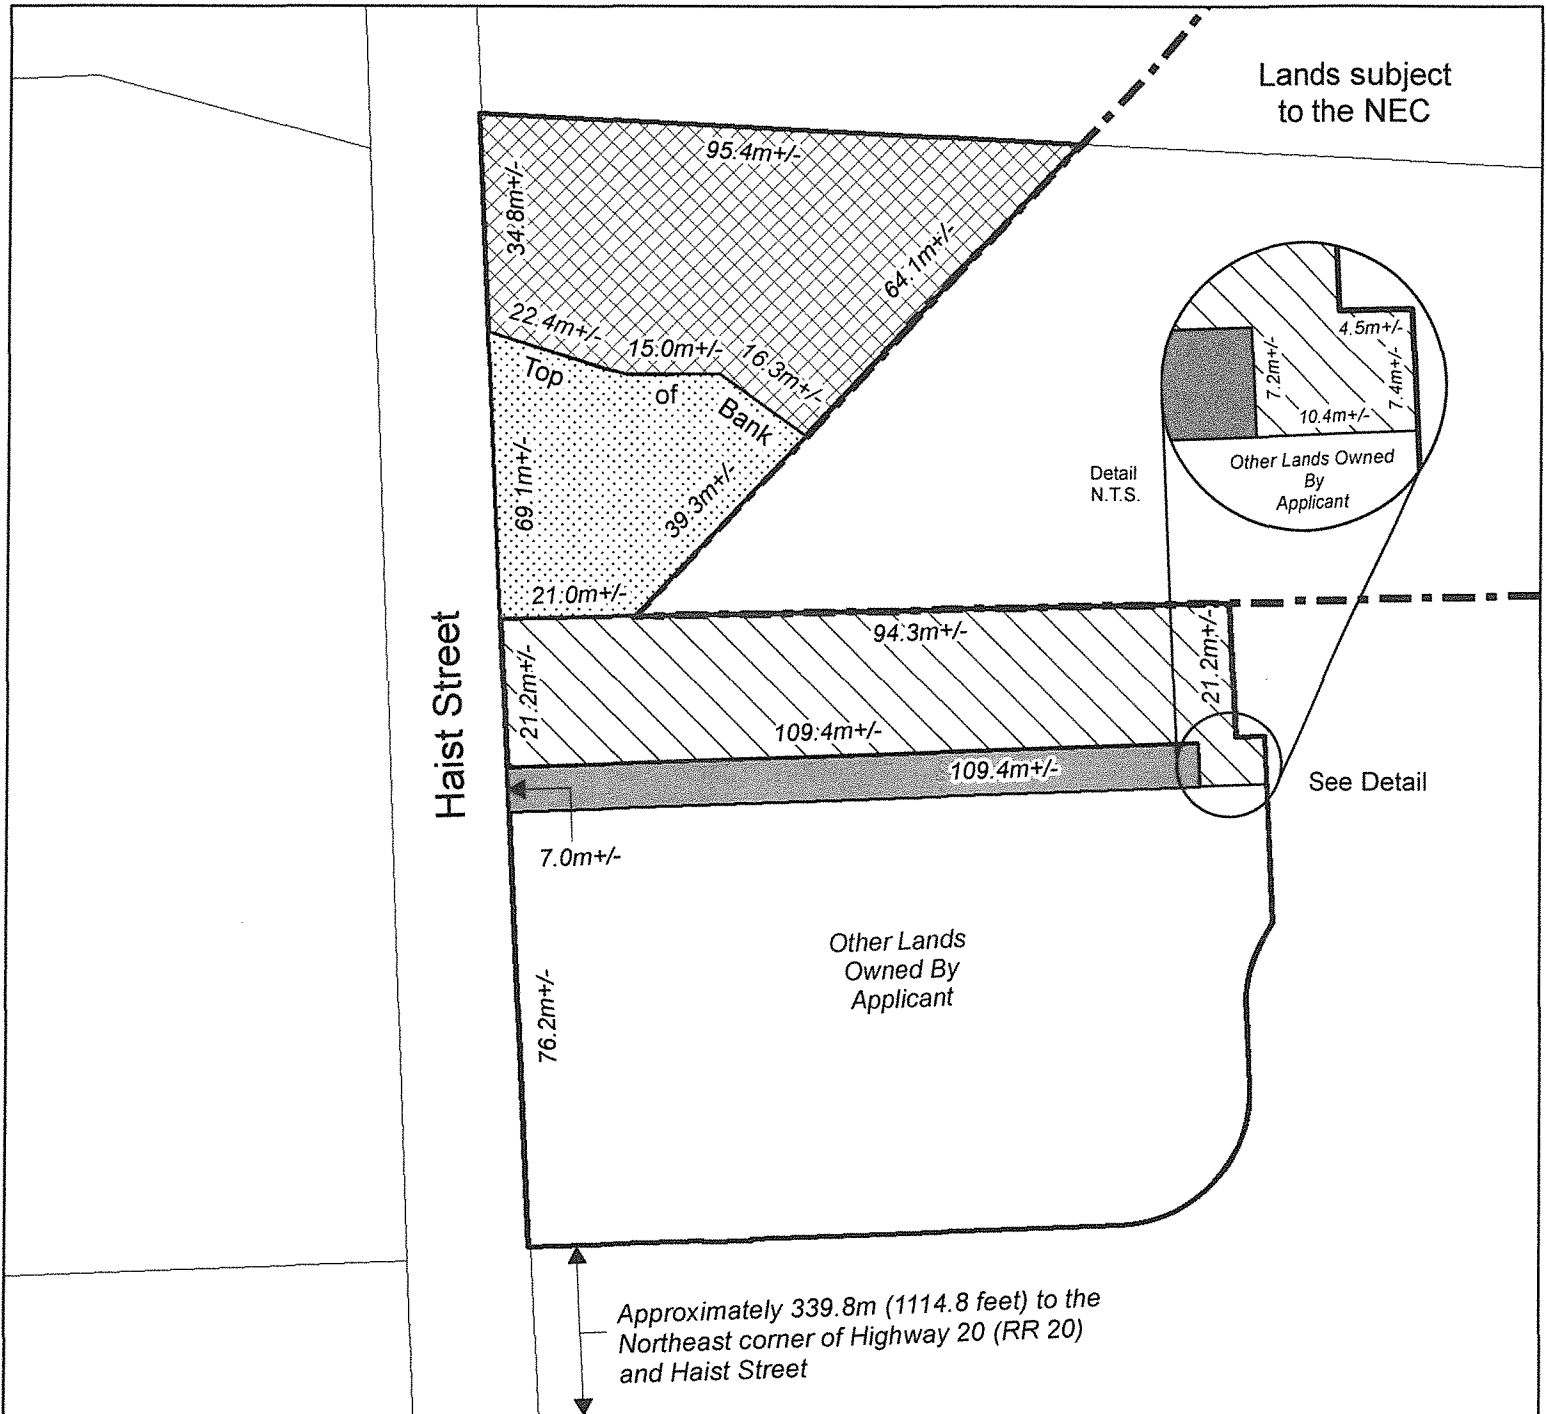 Lands subject
to the NEC
95.4m+/-
34.8m+/-
64.1m+/-
22.4m+/-
15.0m+/-
16.3m+/-
Top
of
Bank
69.1m+/-
39.3m+/-
21.0m+/-
4.5m+/-
7.2m+/-
7.4m+/-
10.4m+/-
Other Lands Owned
By
Applicant
Detail
N.T.S.
Haist Street
94.3m+/-
21.2m+/-
21.2m+/-
109.4m+/-
109.4m+/-
See Detail
7.0m+/-
Other Lands
Owned By
Applicant
76.2m+/-
Approximately 339.8m (1114.8 feet) to the
Northeast corner of Highway 20 (RR 20)
and Haist Street